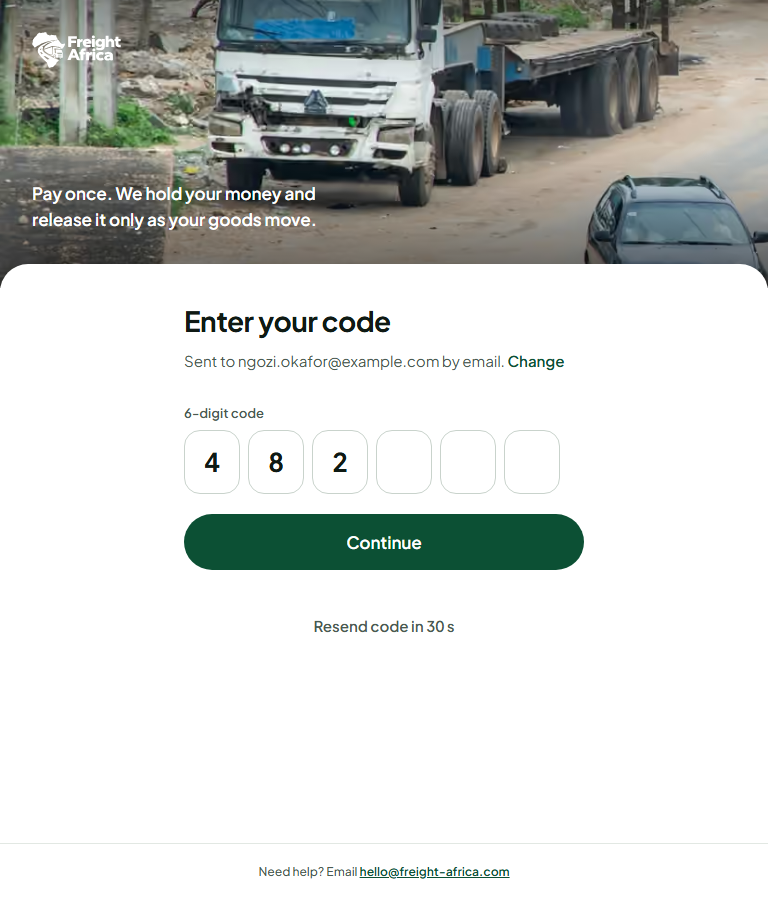 Freight
Africa
Pay once. We hold your money and
release it only as your goods move.
Enter your code
Sent to ngozi.okafor@example.com by email. Change
6-digit code
4 8 2
Continue
Resend code in 30 s
Need help? Email hello@freight-africa.com